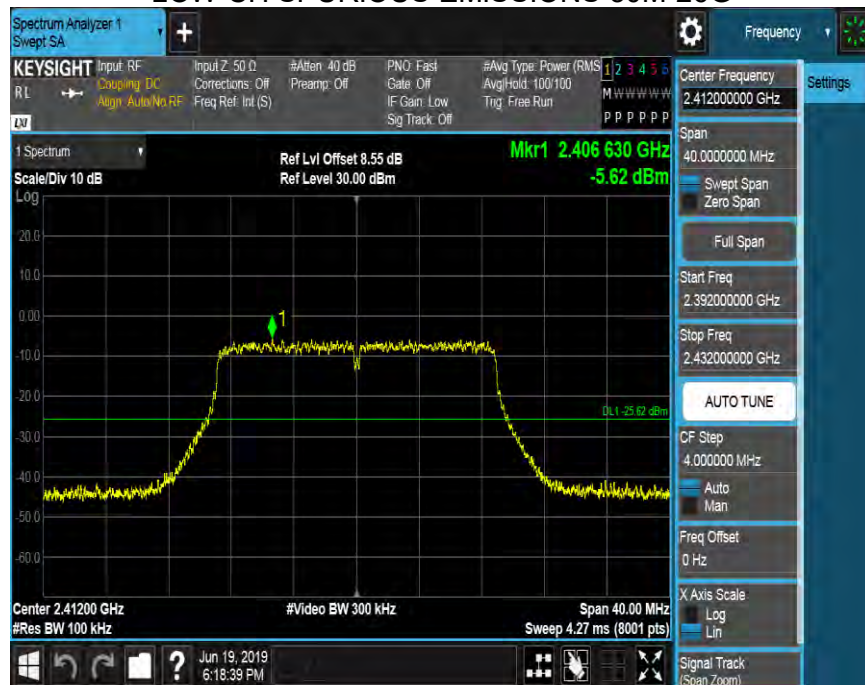 LOW CH SPURIOUS EMISSIONS 30M-26G
Spectrum Analyzer 1
Swept SA
+
Frequency
KEYSIGHT
Input: RF
Coupling: DC
Align: Auto/No RF
Input Z: 50 Ω
Corrections: Off
Freq Ref: Int (S)
#Atten: 40 dB
Preamp: Off
PNO: Fast
Gate: Off
IF Gain: Low
Sig Track: Off
#Avg Type: Power (RMS
Avg|Hold: 100/100
Trig: Free Run
1 2 3 4 5 6
M W W W W W
P P P P P P
RL
LXI
1 Spectrum
Scale/Div 10 dB
Log
Ref Lvl Offset 8.55 dB
Ref Level 30.00 dBm
Mkr1 2.406 630 GHz
-5.62 dBm
20.0
10.0
0.00
-10.0
-20.0
-30.0
-40.0
-50.0
-60.0
1
DL1 -25.62 dBm
Center 2.41200 GHz
#Res BW 100 kHz
#Video BW 300 kHz
Span 40.00 MHz
Sweep 4.27 ms (8001 pts)
?
Jun 19, 2019
6:18:39 PM
Center Frequency
2.412000000 GHz
Settings
Span
40.0000000 MHz
Swept Span
Zero Span
Full Span
Start Freq
2.392000000 GHz
Stop Freq
2.432000000 GHz
AUTO TUNE
CF Step
4.000000 MHz
Auto
Man
Freq Offset
0 Hz
X Axis Scale
Log
Lin
Signal Track
(Span Zoom)